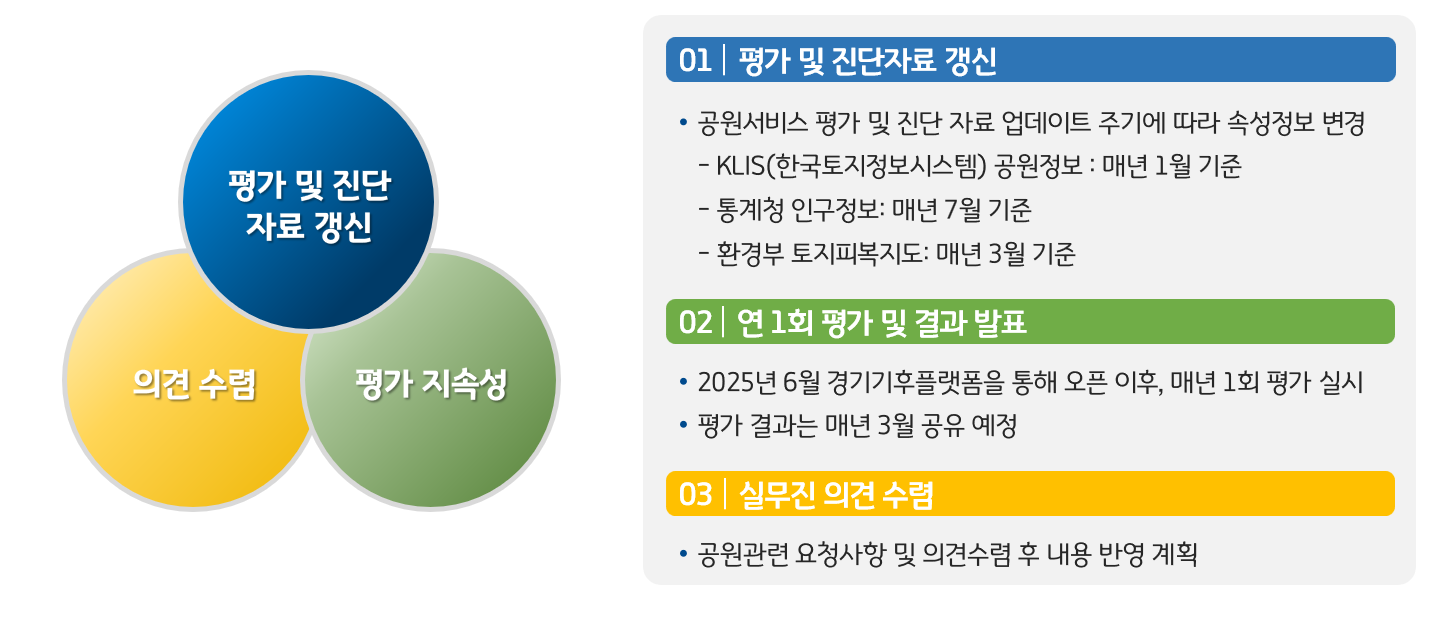 평가 및 진단
자료 갱신
의견 수렴
평가 지속성
01 | 평가 및 진단자료 갱신
• 공원서비스 평가 및 진단 자료 업데이트 주기에 따라 속성정보 변경
- KLIS(한국토지정보시스템) 공원정보 : 매년 1월 기준
- 통계청 인구정보: 매년 7월 기준
- 환경부 토지피복지도: 매년 3월 기준
02 | 연 1회 평가 및 결과 발표
• 2025년 6월 경기기후플랫폼을 통해 오픈 이후, 매년 1회 평가 실시
• 평가 결과는 매년 3월 공유 예정
03 | 실무진 의견 수렴
• 공원관련 요청사항 및 의견수렴 후 내용 반영 계획